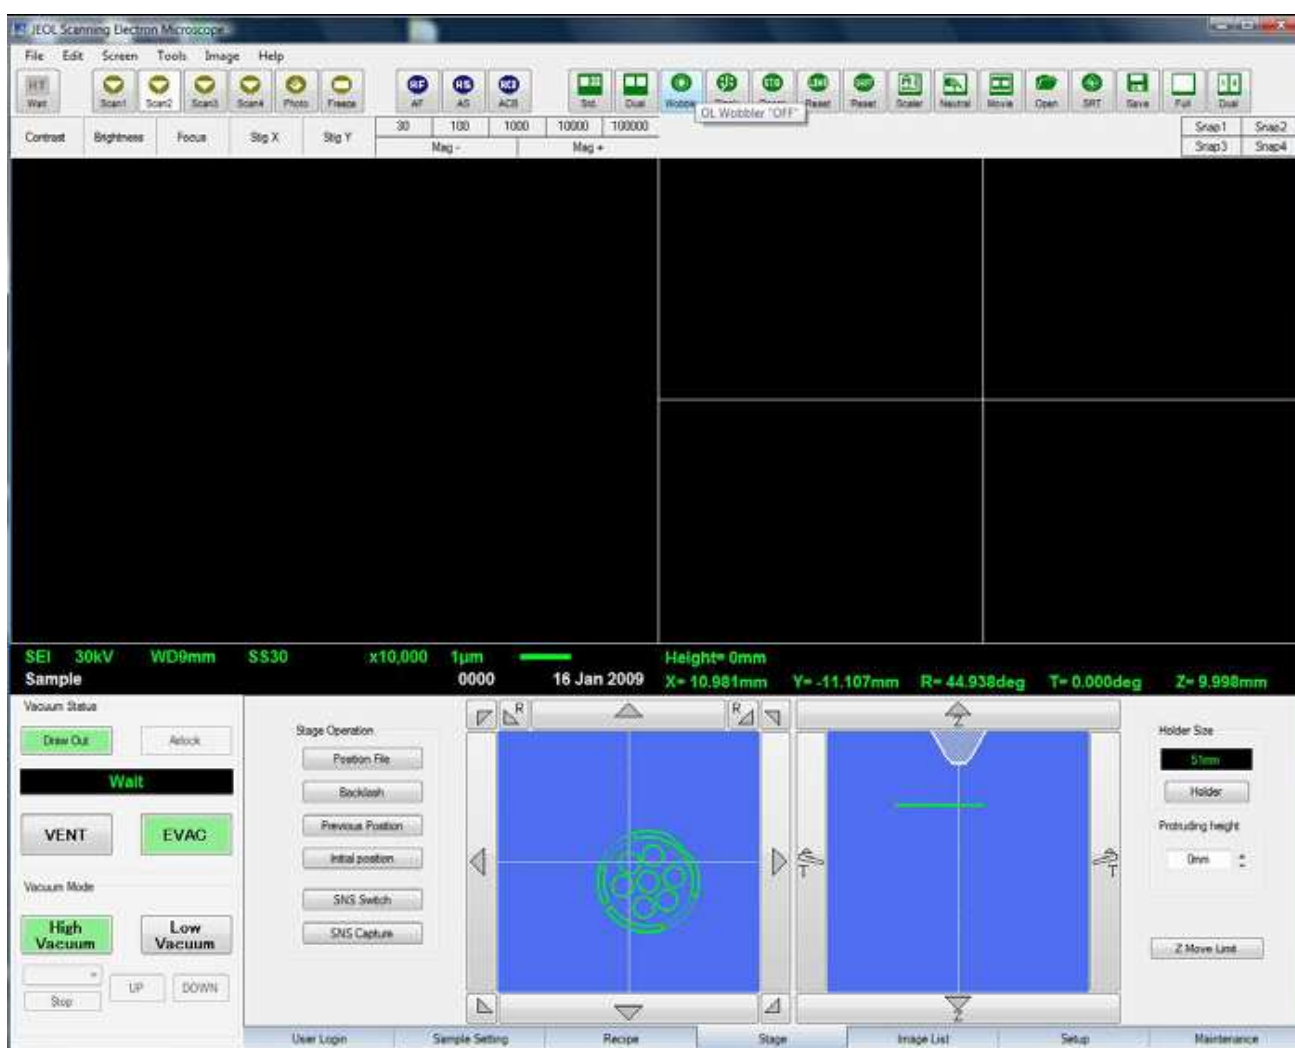 JEOL Scanning Electron Microscope
File Edit Screen Tools Image Help
HT
Wait Scan1 Scan2 Scan3 Scan4 Photo Freeze AF AS ACB Std. Dual Wobbler Reset Reset Scaler Neutral Movie Open SRT Save Full Dual
OL Wobbler "OFF"
Contrast Brightness Focus Stig X Stig Y 30 100 1000 10000 100000 Snap1 Snap2
Mag - Mag + Snap3 Snap4
SEI 30kV WD9mm SS30 x10,000 1µm Height= 0mm
Sample 0000 16 Jan 2009 X= 10.981mm Y= -11.107mm R= 44.938deg T= 0.000deg Z= 9.998mm
Vacuum Status
Draw Out Airlock
Wait
VENT EVAC
Vacuum Mode
High Vacuum Low Vacuum
UP DOWN
Stop
Stage Operation
Position File
Backlash
Previous Position
Initial position
SNS Switch
SNS Capture
R R
Z
T T
Z
Holder Size
51mm
Holder
Protruding height
0mm
Z Move Limit
User Login Sample Setting Recipe Stage Image List Setup Maintenance